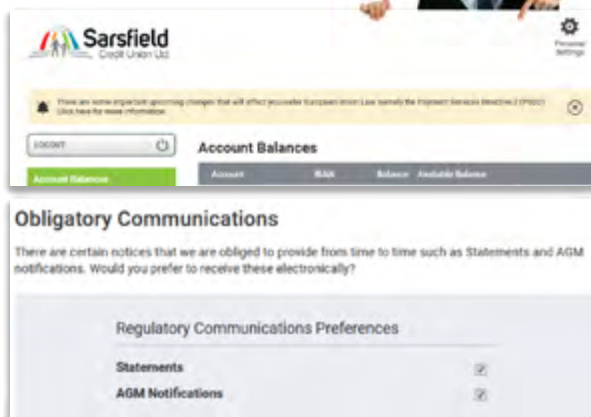 Sarsfield
Credit Union Ltd
Personal
Settings
There are some important upcoming changes that will affect you under European Union Law namely the Payment Services Directive 2 (PSD2)
Click here for more information
LOGOUT
Account Balances
Account Balances
Account IBAN Balance Available Balance
Obligatory Communications
There are certain notices that we are obliged to provide from time to time such as Statements and AGM
notifications. Would you prefer to receive these electronically?
Regulatory Communications Preferences
Statements
AGM Notifications